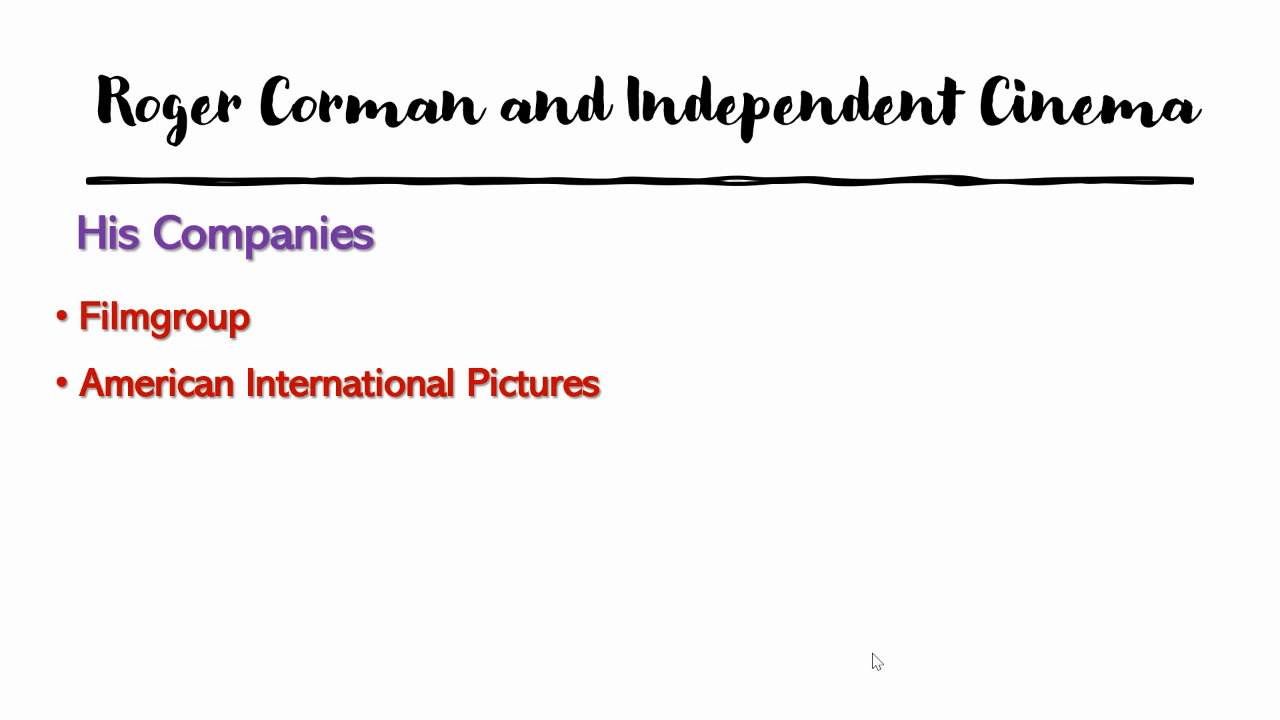 Roger Corman and Independent Cinema
His Companies
• Filmgroup
• American International Pictures